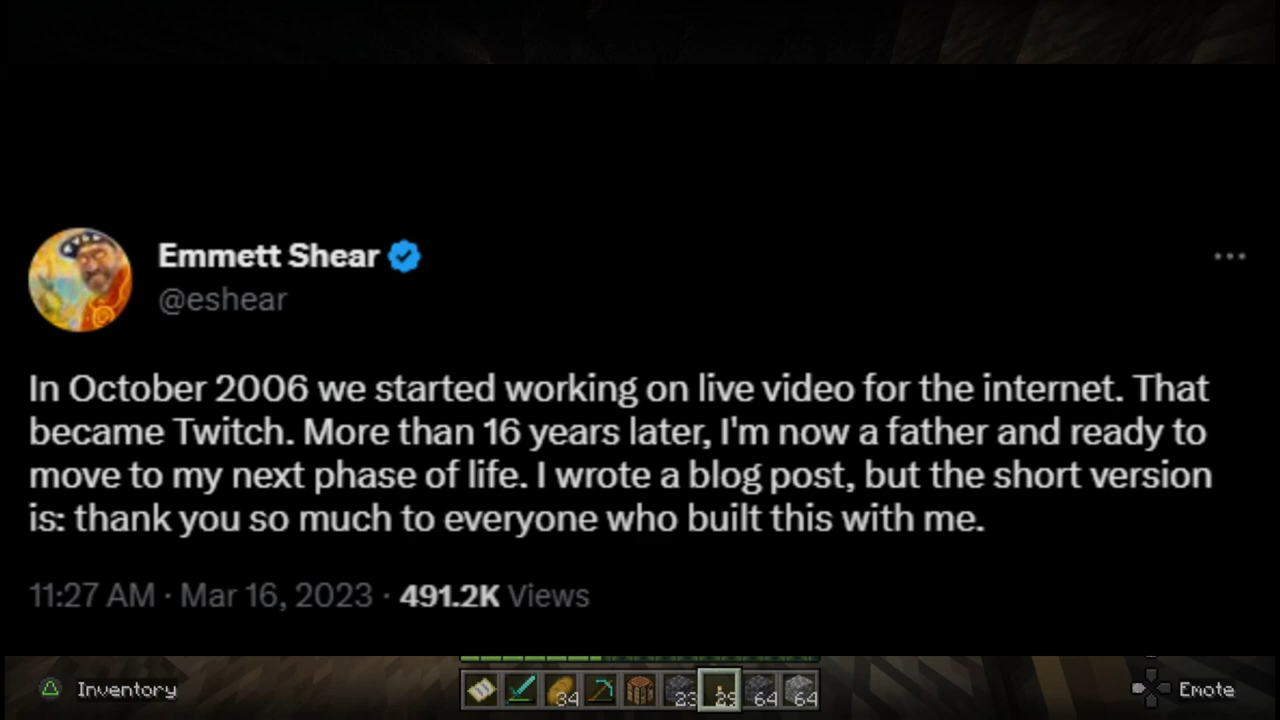 Emmett Shear
@eshear
In October 2006 we started working on live video for the internet. That
became Twitch. More than 16 years later, I'm now a father and ready to
move to my next phase of life. I wrote a blog post, but the short version
is: thank you so much to everyone who built this with me.
11:27 AM · Mar 16, 2023 · 491.2K Views
Inventory
34 23 29 64 64
Emote